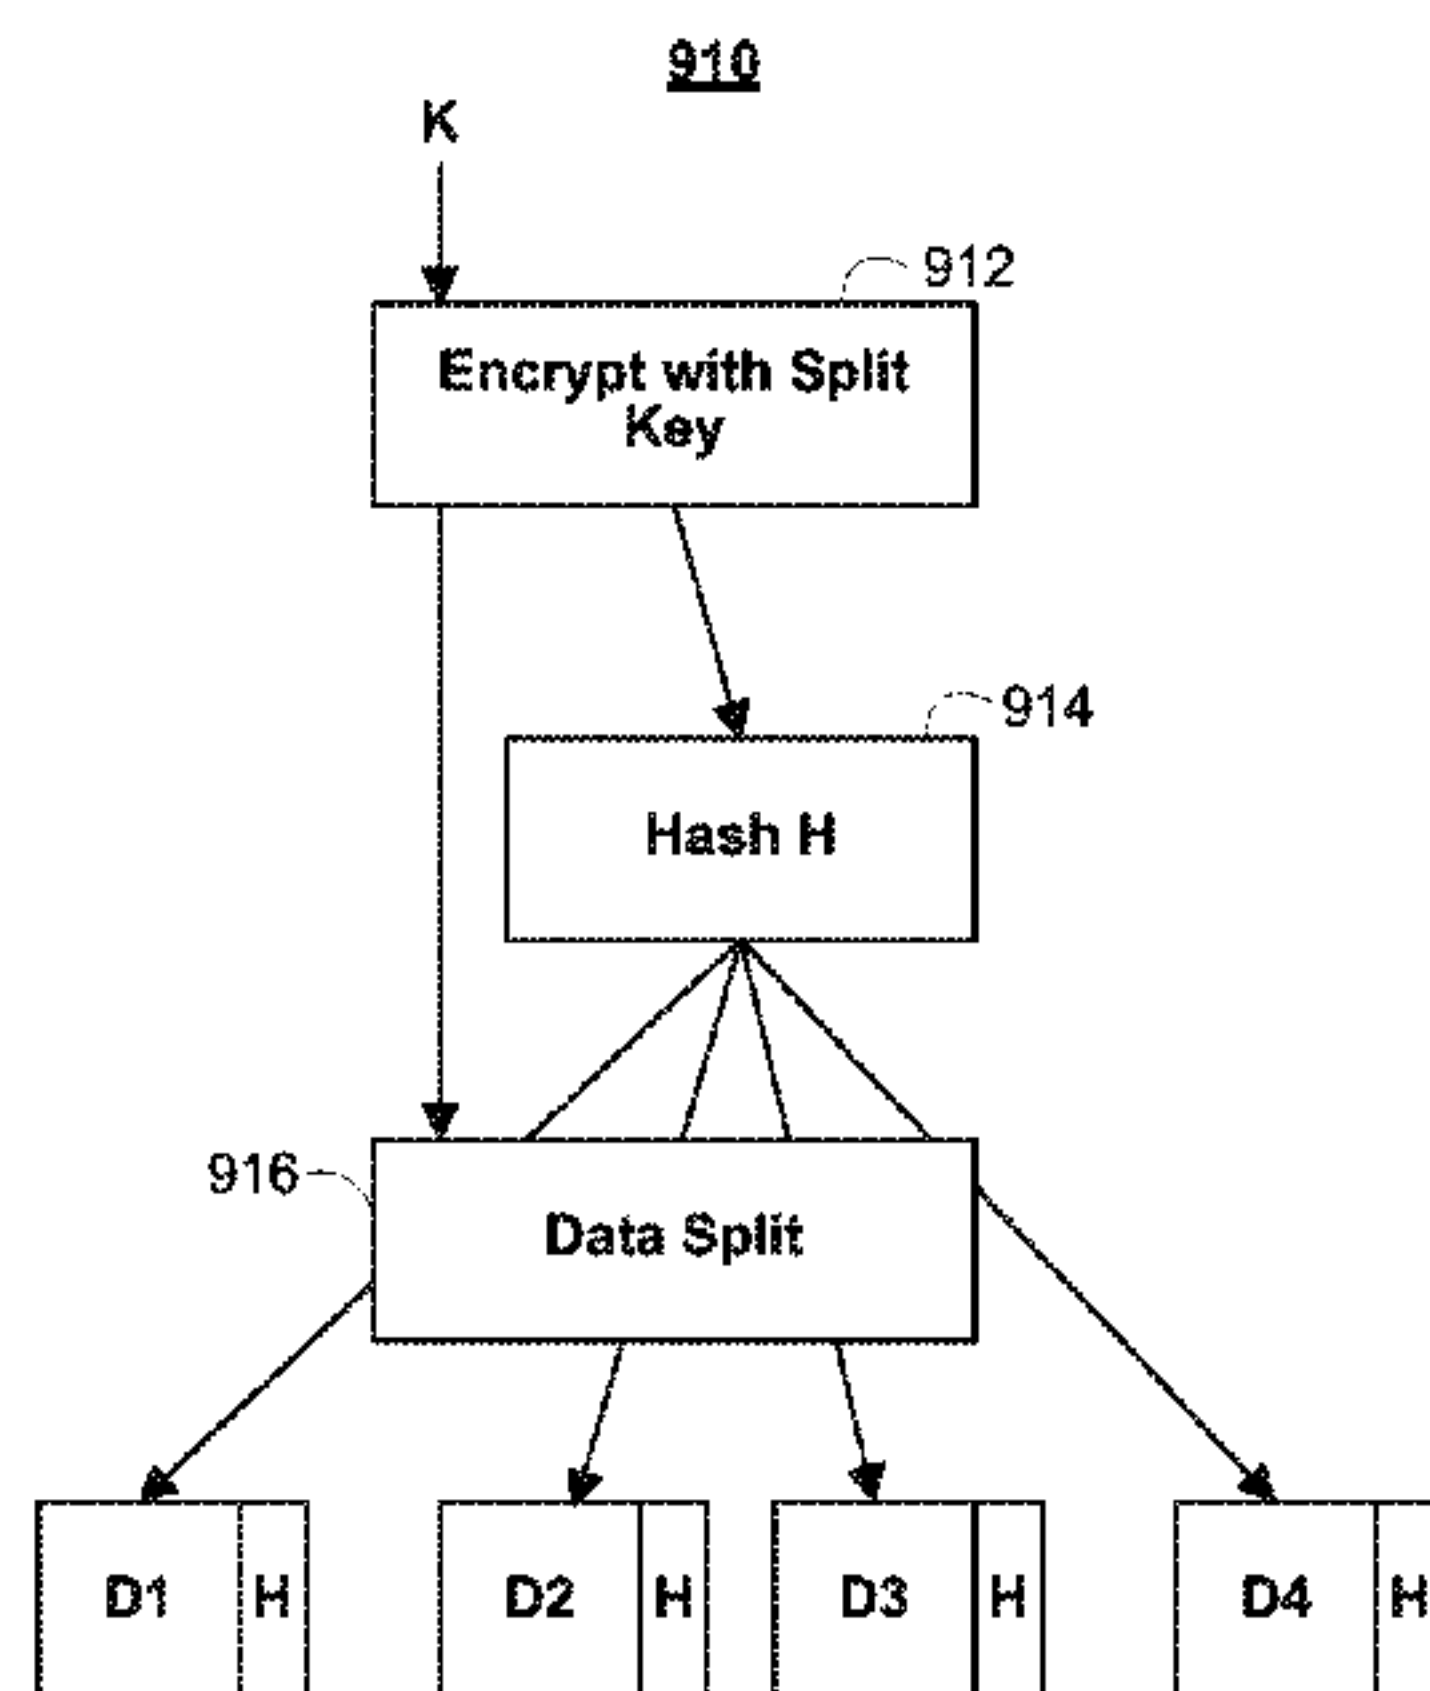 910
K
912
Encrypt with Split
Key
914
Hash H
916
Data Split
D1 H D2 H D3 H D4 H